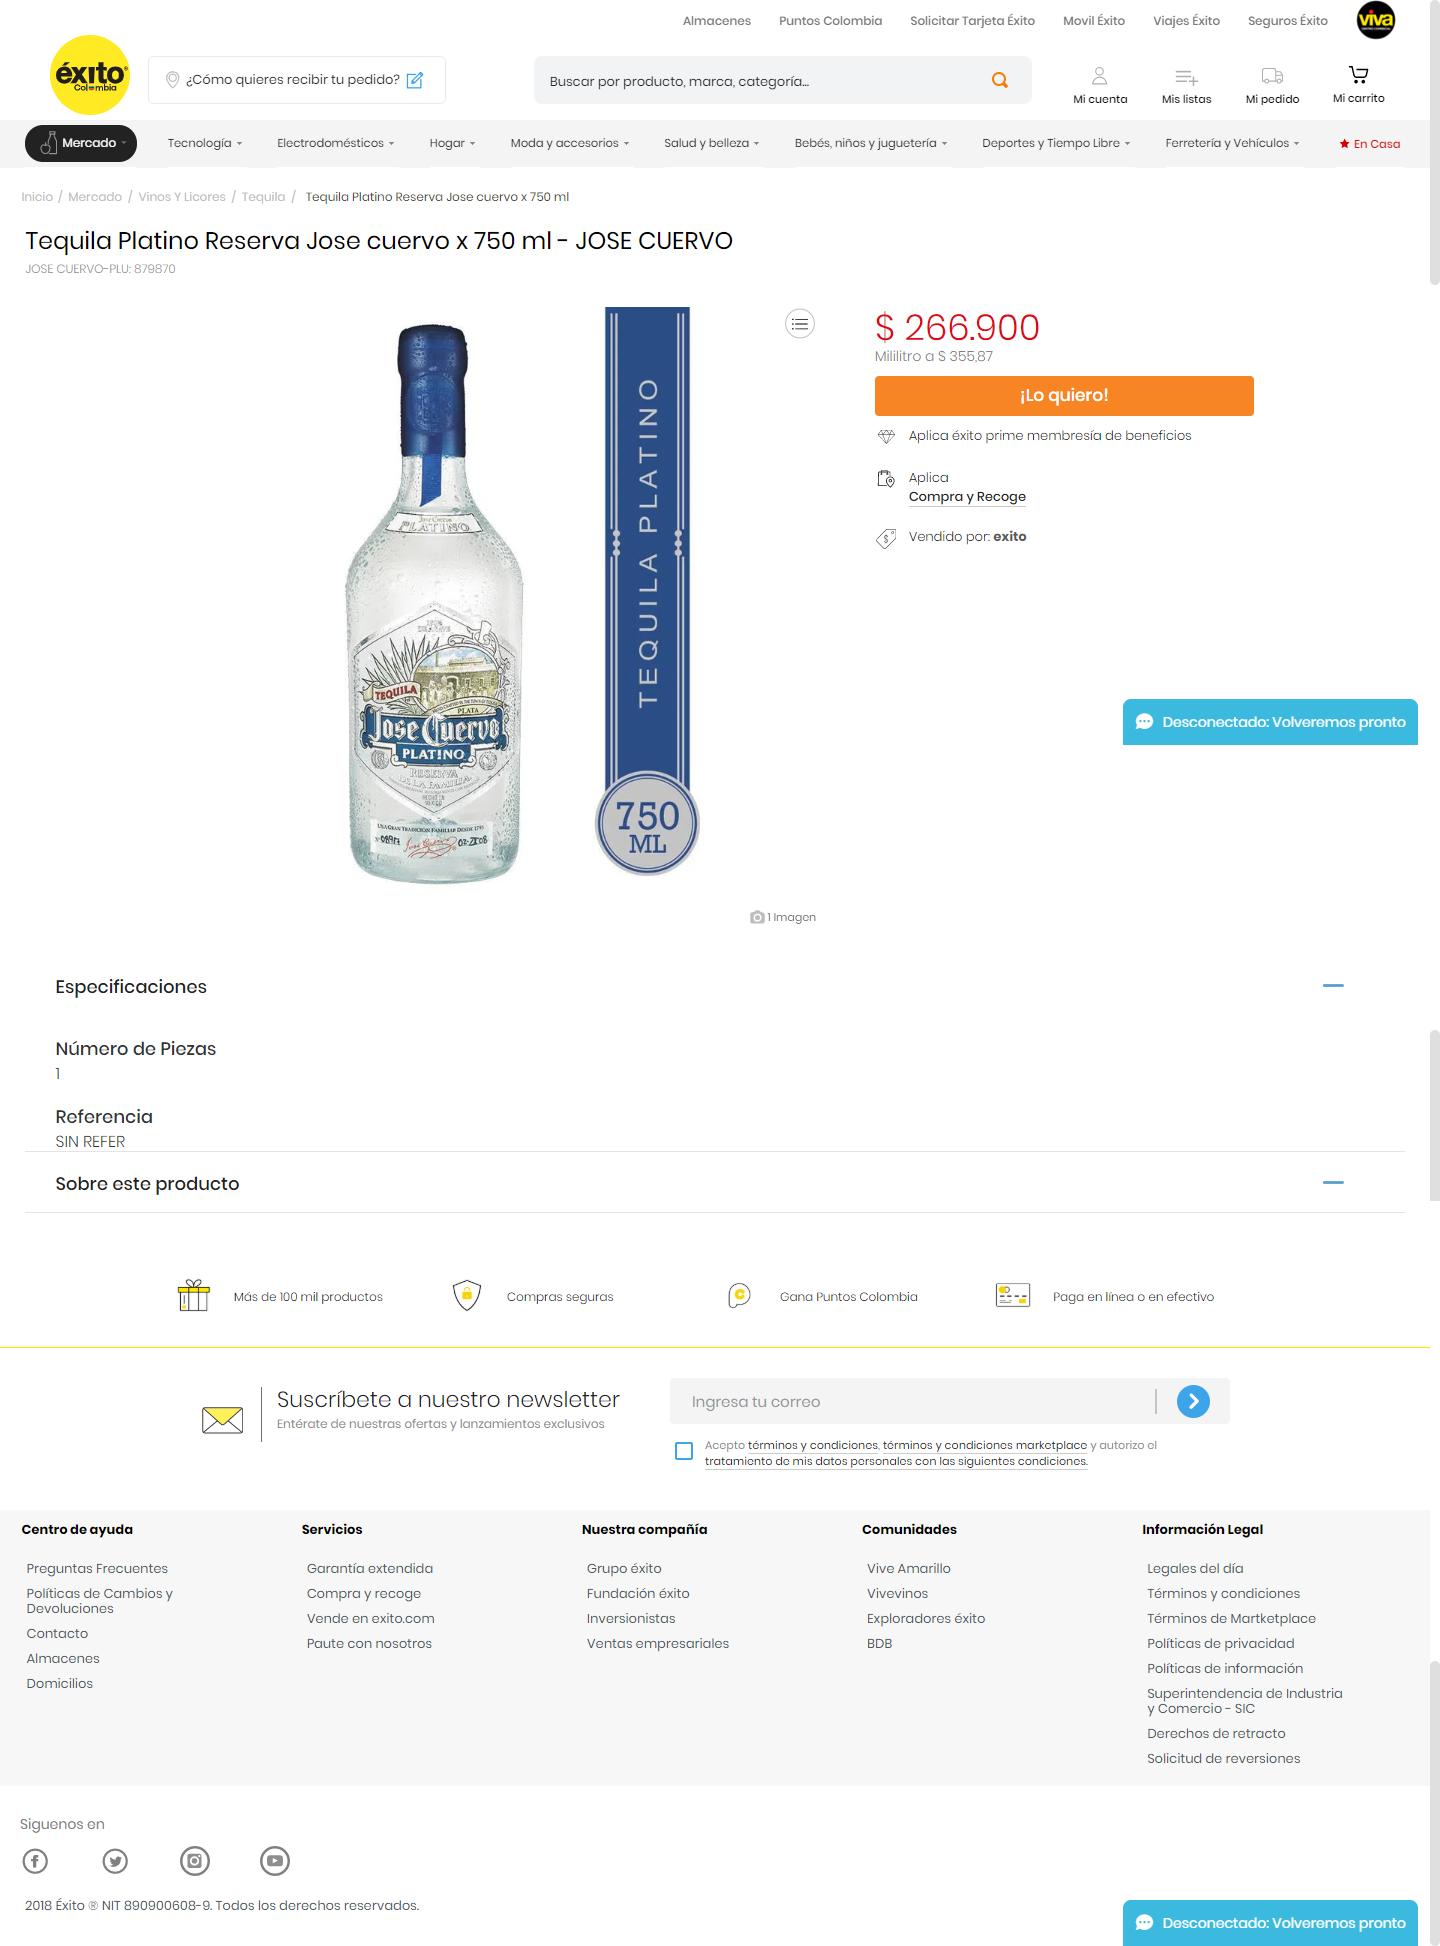 Almacenes Puntos Colombia Solicitar Tarjeta Éxito Movil Éxito Viajes Éxito Seguros Éxito viva
éxito
Colombia
¿Cómo quieres recibir tu pedido?
Buscar por producto, marca, categoría...
Mi cuenta Mis listas Mi pedido Mi carrito
Mercado Tecnología Electrodomésticos Hogar Moda y accesorios Salud y belleza Bebés, niños y juguetería Deportes y Tiempo Libre Ferretería y Vehículos En Casa
Inicio / Mercado / Vinos Y Licores / Tequila / Tequila Platino Reserva Jose cuervo x 750 ml
Tequila Platino Reserva Jose cuervo x 750 ml - JOSE CUERVO
JOSE CUERVO-PLU: 879870
Jose Cuervo
PLATINO
TEQUILA
PLATA
Jose Cuervo
PLATINO
RESERVA
DE LA FAMILIA
HECHO EN
MEXICO
UNA GRAN TRADICION FAMILIAR DESDE 1795
TEQUILA PLATINO
750
ML
1 Imagen
$ 266.900
Mililitro a $ 355,87
¡Lo quiero!
Aplica éxito prime membresía de beneficios
Aplica
Compra y Recoge
Vendido por: exito
Desconectado: Volveremos pronto
Especificaciones
Número de Piezas
1
Referencia
SIN REFER
Sobre este producto
Más de 100 mil productos
Compras seguras
Gana Puntos Colombia
Paga en línea o en efectivo
Suscríbete a nuestro newsletter
Entérate de nuestras ofertas y lanzamientos exclusivos
Ingresa tu correo
Acepto términos y condiciones, términos y condiciones marketplace y autorizo el
tratamiento de mis datos personales con las siguientes condiciones.
Centro de ayuda
Preguntas Frecuentes
Políticas de Cambios y
Devoluciones
Contacto
Almacenes
Domicilios
Servicios
Garantía extendida
Compra y recoge
Vende en exito.com
Paute con nosotros
Nuestra compañía
Grupo éxito
Fundación éxito
Inversionistas
Ventas empresariales
Comunidades
Vive Amarillo
Vivevinos
Exploradores éxito
BDB
Información Legal
Legales del día
Términos y condiciones
Términos de Martketplace
Políticas de privacidad
Políticas de información
Superintendencia de Industria
y Comercio - SIC
Derechos de retracto
Solicitud de reversiones
Siguenos en
2018 Éxito ® NIT 890900608-9. Todos los derechos reservados.
Desconectado: Volveremos pronto